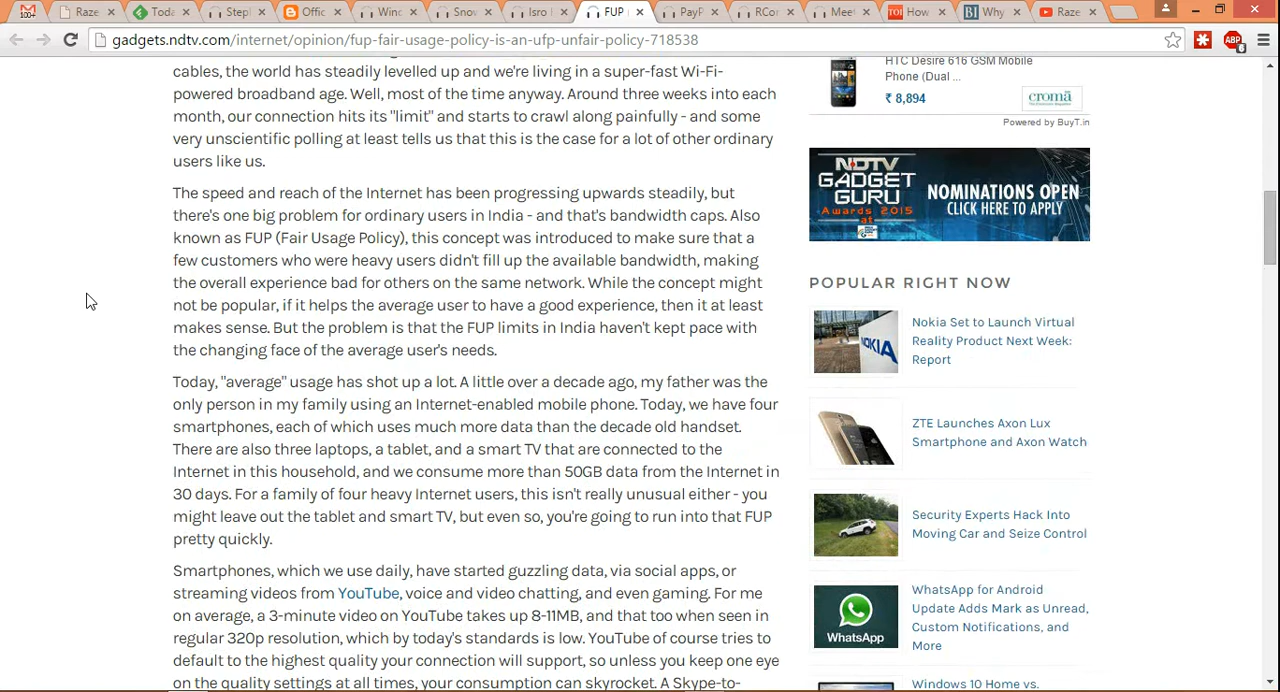 100+
Raze
Toda
Step
Offic
Winc
Snov
Isro I
FUP
PayP
RCon
Meet
TOI How
BI Why
Raze
gadgets.ndtv.com/internet/opinion/fup-fair-usage-policy-is-an-ufp-unfair-policy-718538
ABP
6
cables, the world has steadily levelled up and we're living in a super-fast Wi-Fi-
powered broadband age. Well, most of the time anyway. Around three weeks into each
month, our connection hits its "limit" and starts to crawl along painfully - and some
very unscientific polling at least tells us that this is the case for a lot of other ordinary
users like us.
The speed and reach of the Internet has been progressing upwards steadily, but
there's one big problem for ordinary users in India - and that's bandwidth caps. Also
known as FUP (Fair Usage Policy), this concept was introduced to make sure that a
few customers who were heavy users didn't fill up the available bandwidth, making
the overall experience bad for others on the same network. While the concept might
not be popular, if it helps the average user to have a good experience, then it at least
makes sense. But the problem is that the FUP limits in India haven't kept pace with
the changing face of the average user's needs.
Today, "average" usage has shot up a lot. A little over a decade ago, my father was the
only person in my family using an Internet-enabled mobile phone. Today, we have four
smartphones, each of which uses much more data than the decade old handset.
There are also three laptops, a tablet, and a smart TV that are connected to the
Internet in this household, and we consume more than 50GB data from the Internet in
30 days. For a family of four heavy Internet users, this isn't really unusual either - you
might leave out the tablet and smart TV, but even so, you're going to run into that FUP
pretty quickly.
Smartphones, which we use daily, have started guzzling data, via social apps, or
streaming videos from YouTube, voice and video chatting, and even gaming. For me
on average, a 3-minute video on YouTube takes up 8-11MB, and that too when seen in
regular 320p resolution, which by today's standards is low. YouTube of course tries to
default to the highest quality your connection will support, so unless you keep one eye
on the quality settings at all times, your consumption can skyrocket. A Skype-to-
HTC Desire 616 GSM Mobile
Phone (Dual ...
₹ 8,894
croma
Powered by BuyT.in
NDTV
GADGET
GURU
Awards 2015
at
NOMINATIONS OPEN
CLICK HERE TO APPLY
POPULAR RIGHT NOW
NOKIA
Nokia Set to Launch Virtual
Reality Product Next Week:
Report
ZTE Launches Axon Lux
Smartphone and Axon Watch
Security Experts Hack Into
Moving Car and Seize Control
WhatsApp
WhatsApp for Android
Update Adds Mark as Unread,
Custom Notifications, and
More
Windows 10 Home vs.